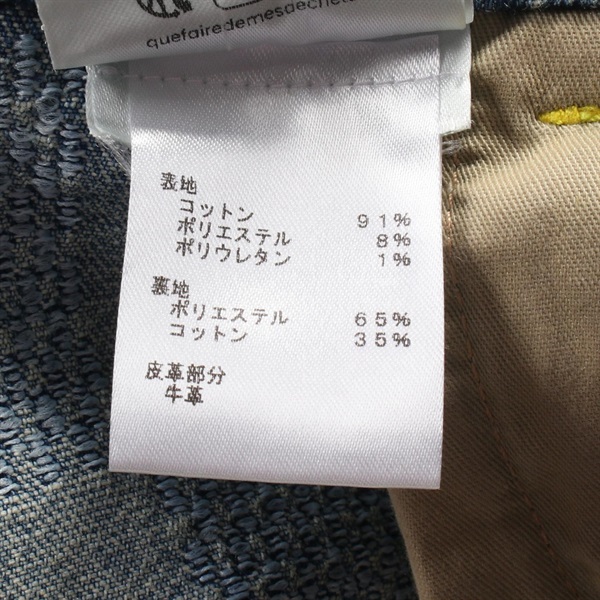 quefairedemesdeche
表地
コットン 91%
ポリエステル 8%
ポリウレタン 1%
裏地
ポリエステル 65%
コットン 35%
皮革部分
牛革